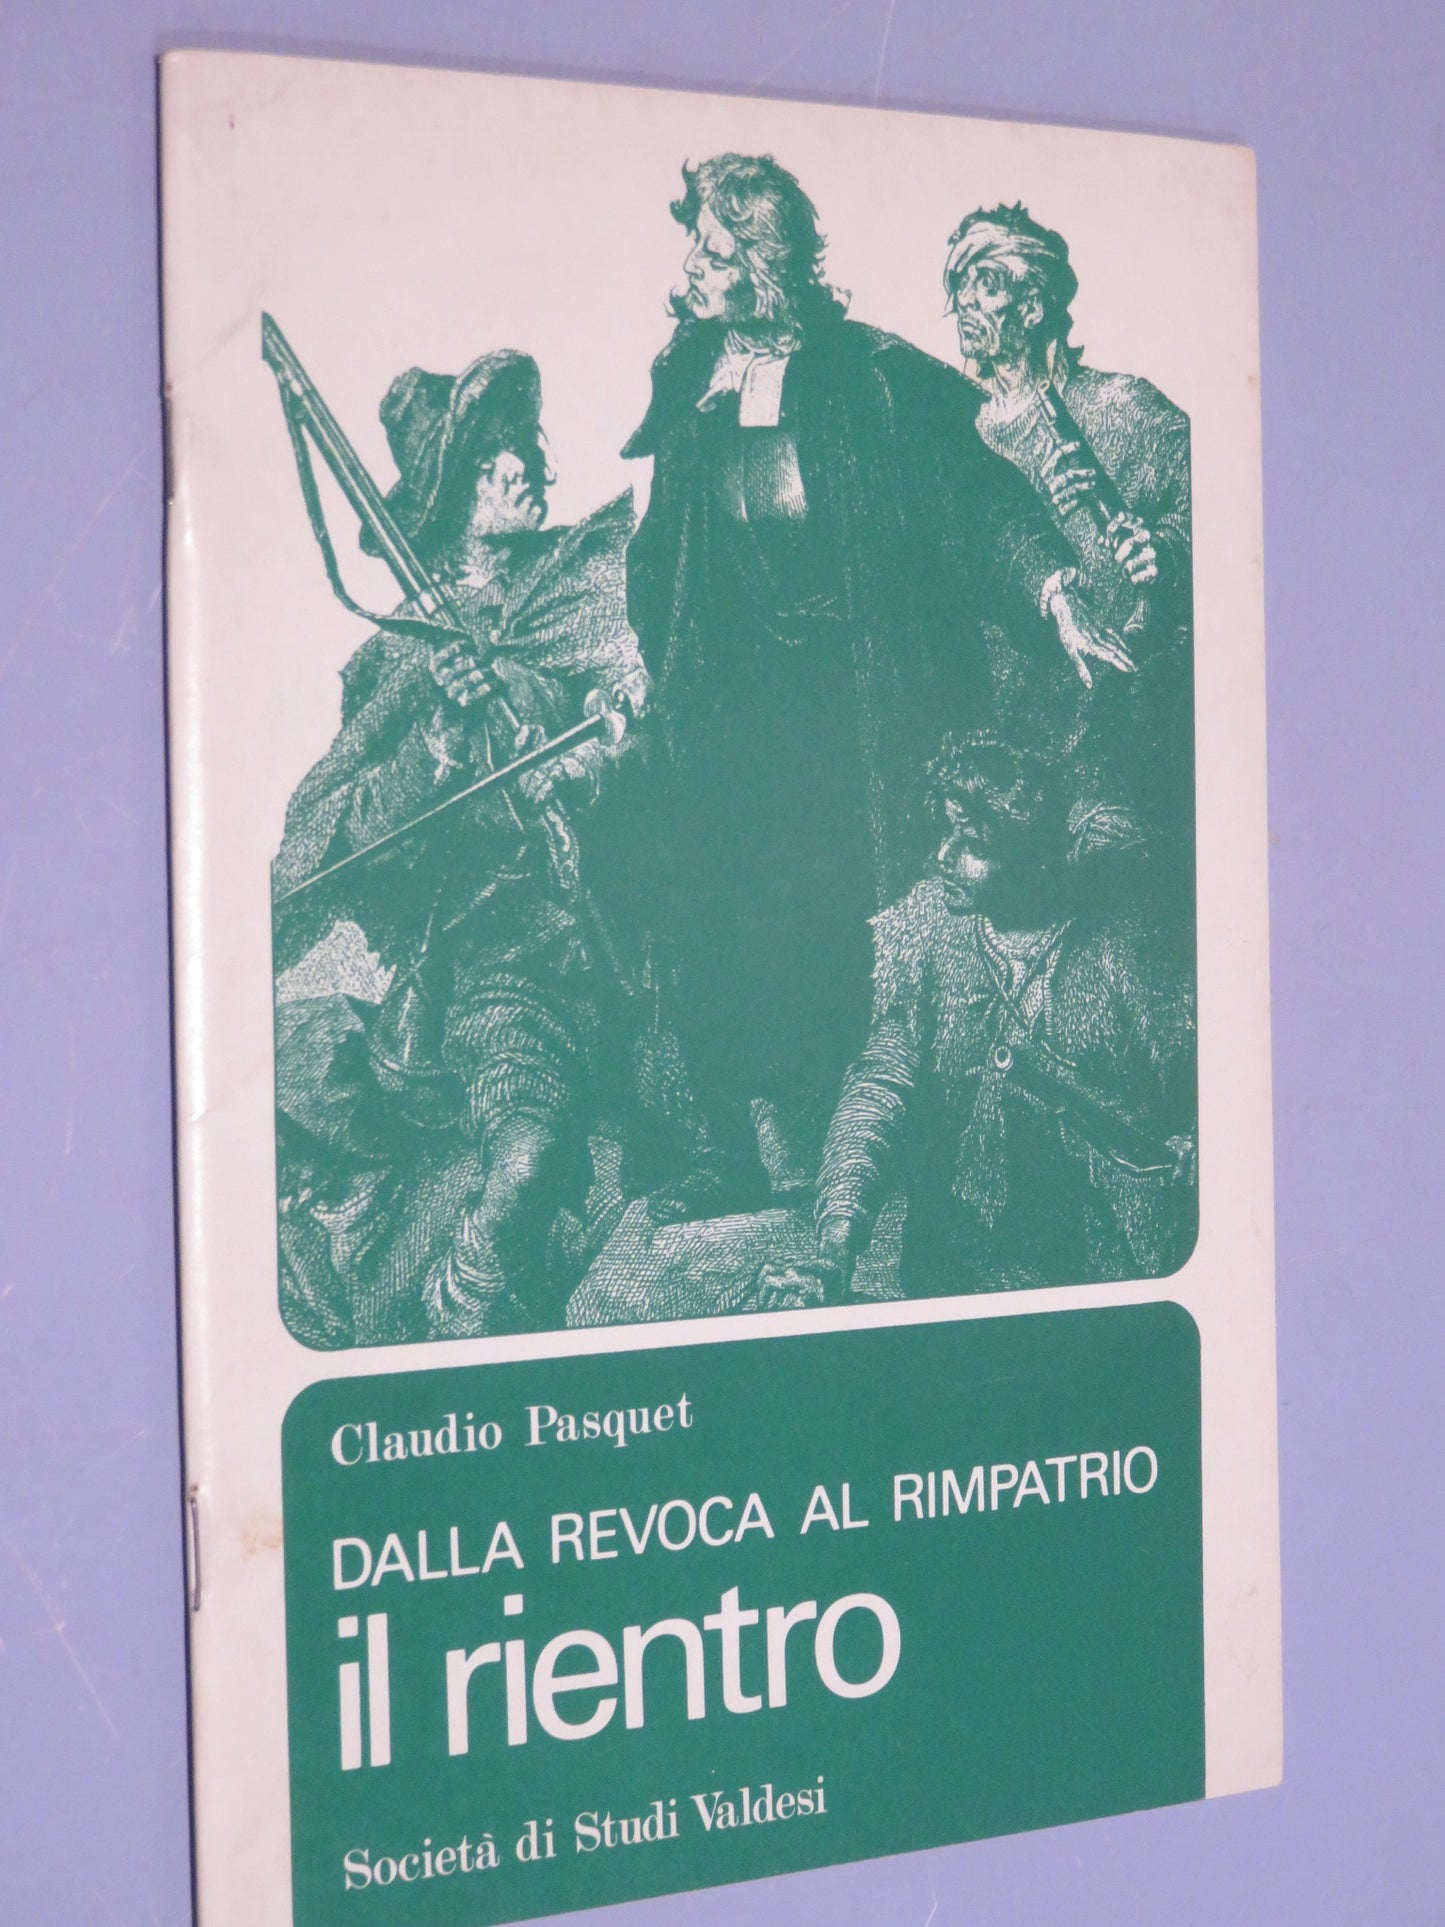 Claudio Pasquet
DALLA REVOCA AL RIMPATRIO
il rientro
Società di Studi Valdesi